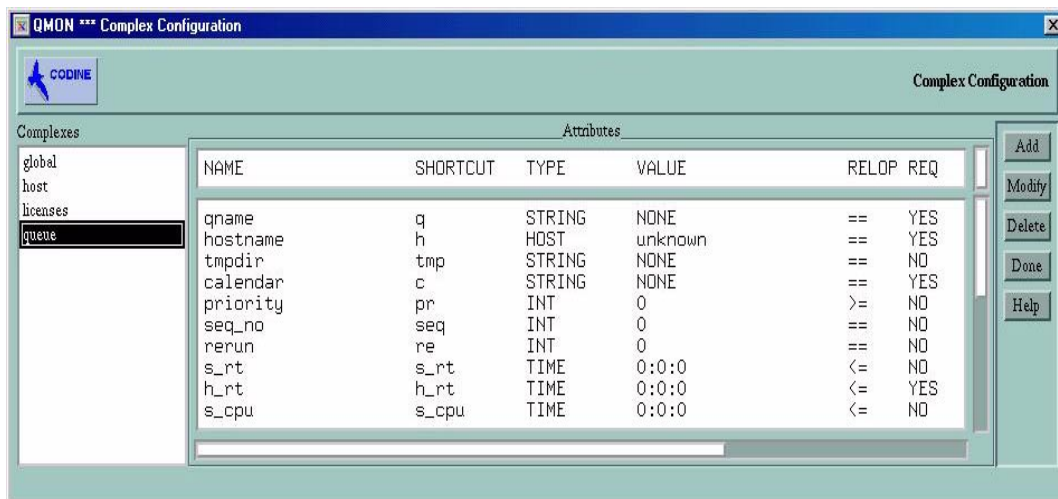 QMON *** Complex Configuration
CODINE
Complex Configuration
Complexes
global
host
licenses
queue
Attributes
NAME SHORTCUT TYPE VALUE RELOP REQ
qname q STRING NONE == YES
hostname h HOST unknown == YES
tmpdir tmp STRING NONE == NO
calendar c STRING NONE == YES
priority pr INT 0 >= NO
seq_no seq INT 0 == NO
rerun re INT 0 == NO
s_rt s_rt TIME 0:0:0 <= NO
h_rt h_rt TIME 0:0:0 <= YES
s_cpu s_cpu TIME 0:0:0 <= NO
Add
Modify
Delete
Done
Help